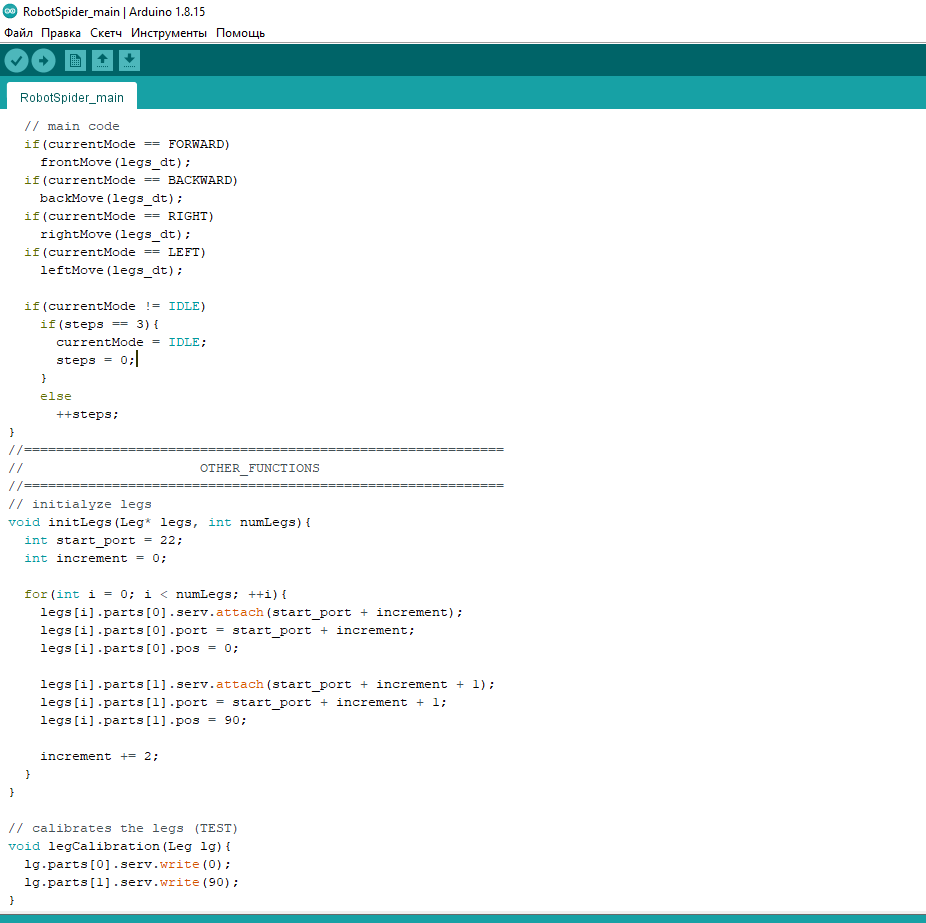 RobotSpider_main | Arduino 1.8.15
Файл Правка Скетч Инструменты Помощь
RobotSpider_main
  // main code
  if(currentMode == FORWARD)
    frontMove(legs_dt);
  if(currentMode == BACKWARD)
    backMove(legs_dt);
  if(currentMode == RIGHT)
    rightMove(legs_dt);
  if(currentMode == LEFT)
    leftMove(legs_dt);

  if(currentMode != IDLE)
    if(steps == 3){
      currentMode = IDLE;
      steps = 0;
    }
    else
      ++steps;
}
//============================================================
//                      OTHER_FUNCTIONS
//============================================================
// initialyze legs
void initLegs(Leg* legs, int numLegs){
  int start_port = 22;
  int increment = 0;

  for(int i = 0; i < numLegs; ++i){
    legs[i].parts[0].serv.attach(start_port + increment);
    legs[i].parts[0].port = start_port + increment;
    legs[i].parts[0].pos = 0;

    legs[i].parts[1].serv.attach(start_port + increment + 1);
    legs[i].parts[1].port = start_port + increment + 1;
    legs[i].parts[1].pos = 90;

    increment += 2;
  }
}

// calibrates the legs (TEST)
void legCalibration(Leg lg){
  lg.parts[0].serv.write(0);
  lg.parts[1].serv.write(90);
}